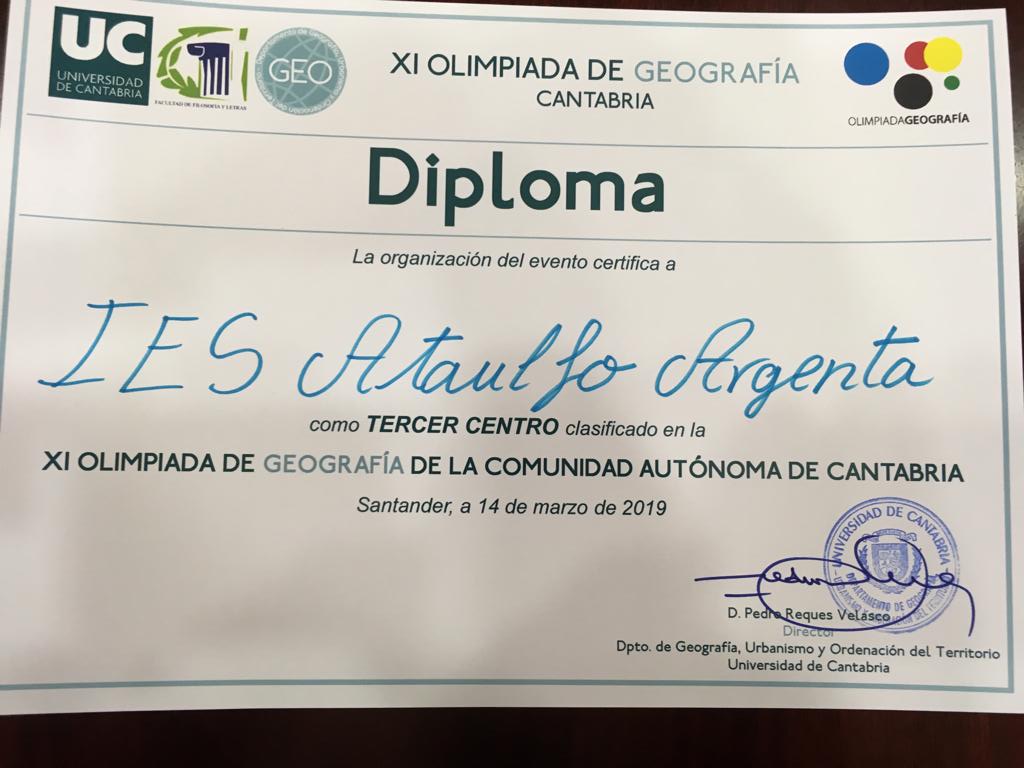 UC
UNIVERSIDAD
DE CANTABRIA
FACULTAD DE FILOSOFÍA Y LETRAS
GEO
XI OLIMPIADA DE GEOGRAFÍA
CANTABRIA
OLIMPIADAGEOGRAFÍA
Diploma
La organización del evento certifica a
IES Ataulfo Argenta
como TERCER CENTRO clasificado en la
XI OLIMPIADA DE GEOGRAFÍA DE LA COMUNIDAD AUTÓNOMA DE CANTABRIA
Santander, a 14 de marzo de 2019
UNIVERSIDAD DE CANTABRIA
DEPARTAMENTO DE
D. Pedro Reques Velasco
Director
Dpto. de Geografía, Urbanismo y Ordenación del Territorio
Universidad de Cantabria